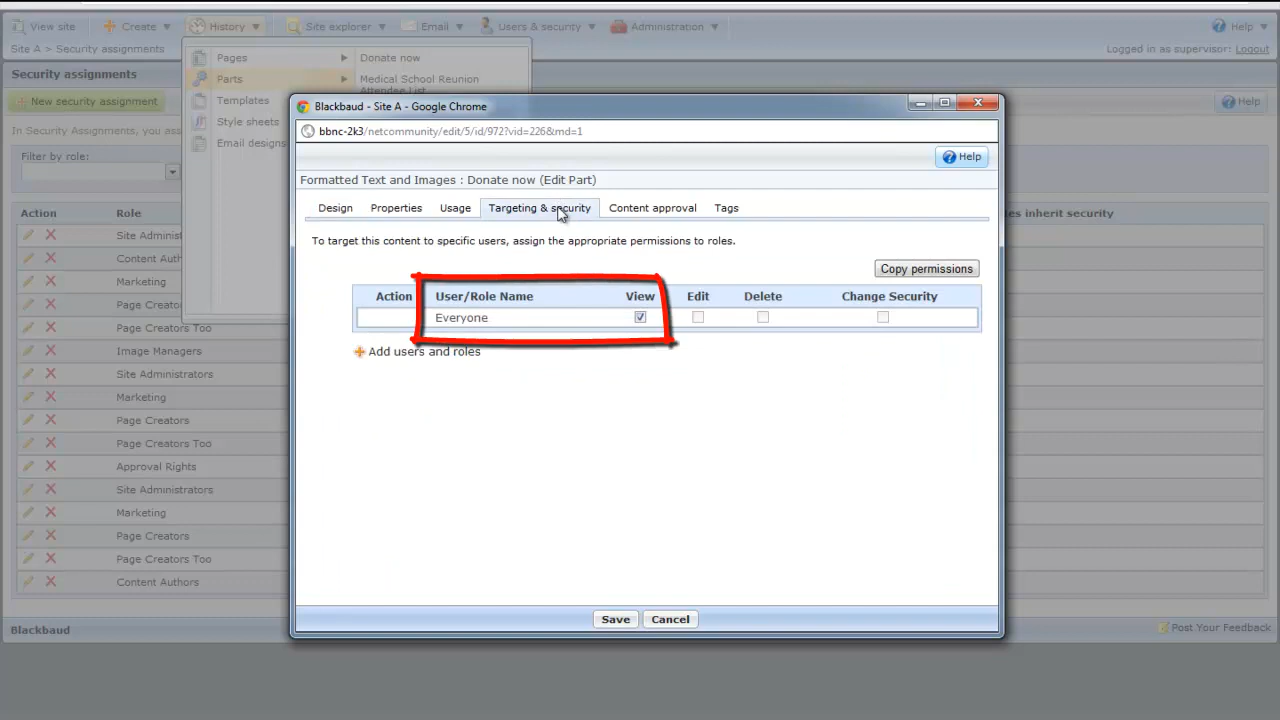 View site Create History Site explorer Email Users & security Administration Help
Site A > Security assignments
Logged in as supervisor: Logout
Pages Donate now
Security assignments
Parts Medical School Reunion
Attendee List
New security assignment
Templates
Help
Style sheets
In Security Assignments, you
Email designs
Filter by role:
Action Role
inherit security
Site
Content
Marketing
Page
Page Creators Too
Image Managers
Site Administrators
Marketing
Page Creators
Page Creators Too
Approval Rights
Site Administrators
Marketing
Page Creators
Page Creators Too
Content Authors
Blackbaud
Post Your Feedback
Blackbaud - Site A - Google Chrome
bbnc-2k3/netcommunity/edit/5/id/972?vid=226&md=1
Help
Formatted Text and Images : Donate now (Edit Part)
Design Properties Usage Targeting & security Content approval Tags
To target this content to specific users, assign the appropriate permissions to roles.
Copy permissions
Action User/Role Name View Edit Delete Change Security
Everyone
Add users and roles
Save Cancel